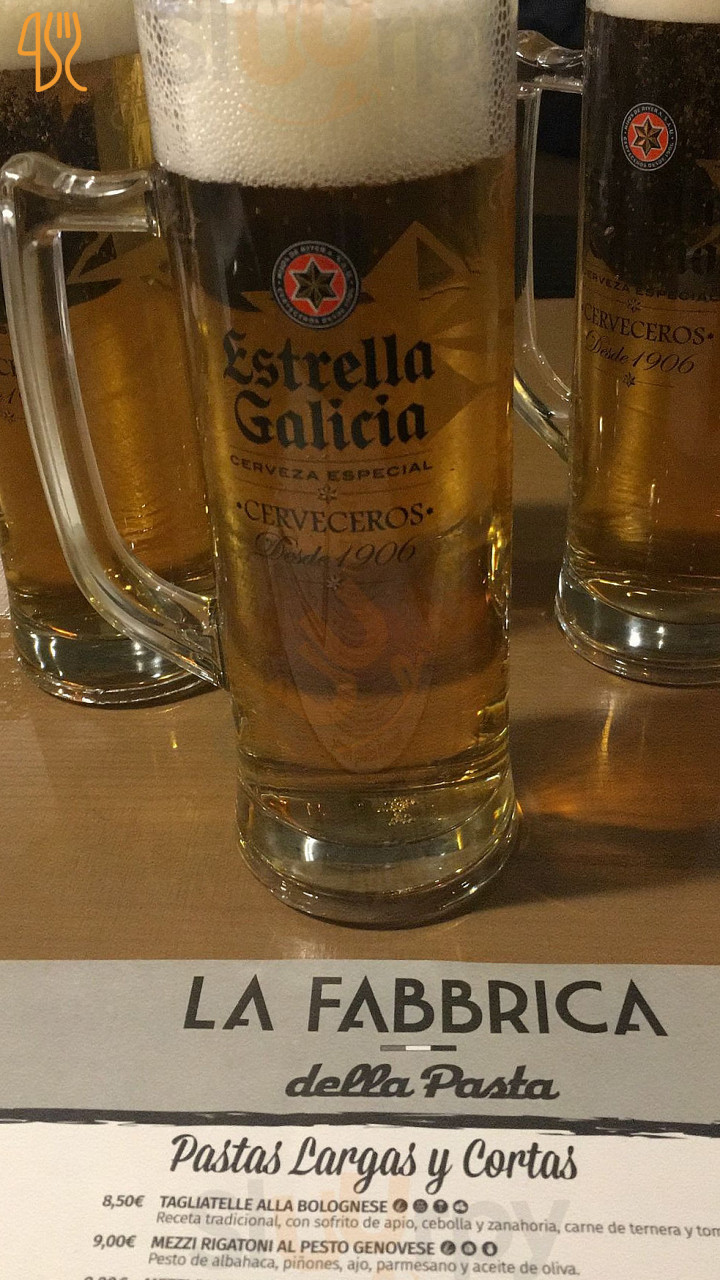 Estrella
Galicia
CERVEZA ESPECIAL
·CERVECEROS·
Desde 1906
CERVEZA ESPECIAL
CERVECEROS·
Desde 1906
LA FABBRICA
della Pasta
Pastas Largas y Cortas
8,50€ TAGLIATELLE ALLA BOLOGNESE
Receta tradicional, con sofrito de apio, cebolla y zanahoria, carne de ternera y tom
9,00€ MEZZI RIGATONI AL PESTO GENOVESE
Pesto de albahaca, piñones, ajo, parmesano y aceite de oliva.